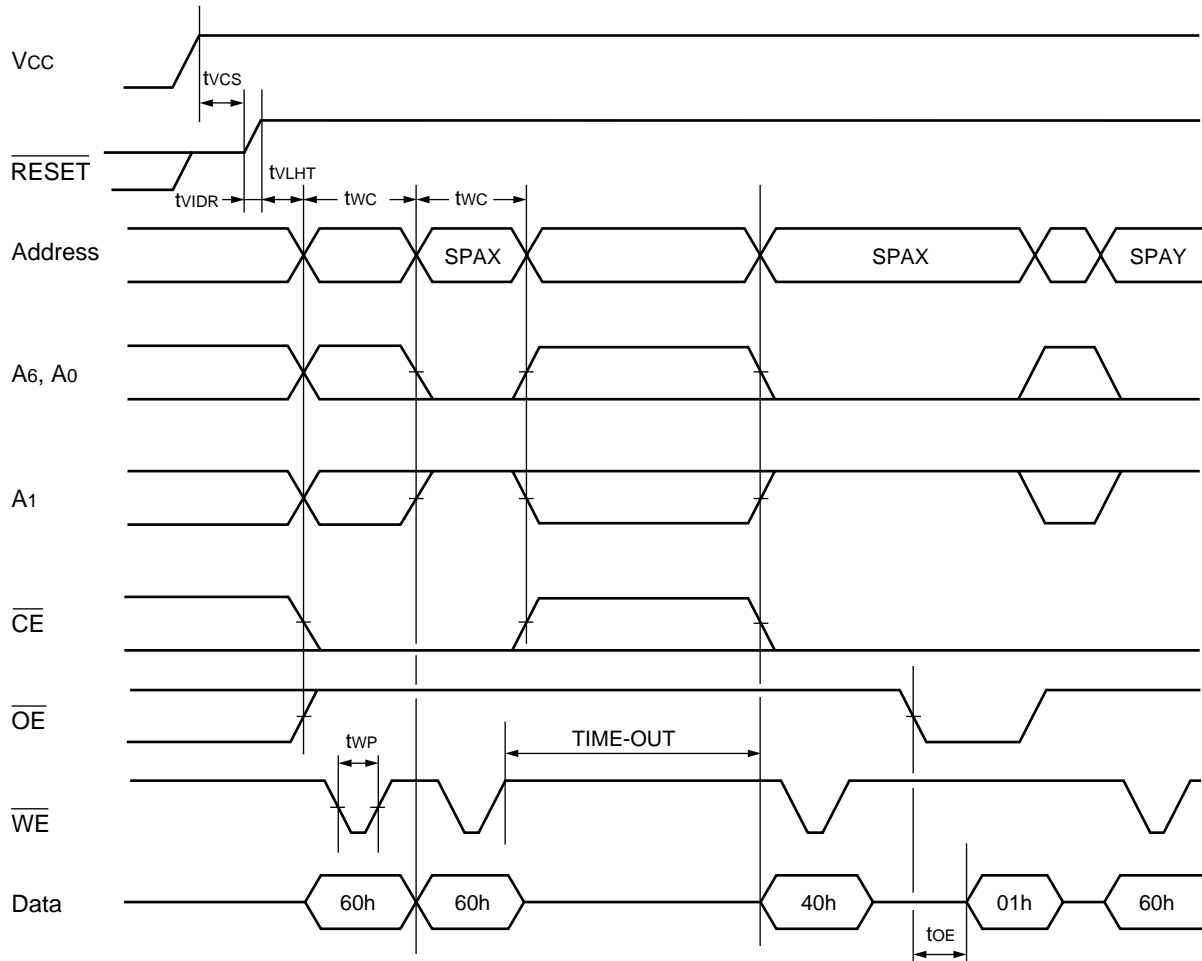 VCC
tVCS
RESET
tVLHT
tVIDR
tWC
tWC
Address
SPAX
SPAX
SPAY
A6, A0
A1
CE
OE
tWP
TIME-OUT
WE
Data
60h
60h
40h
01h
60h
tOE